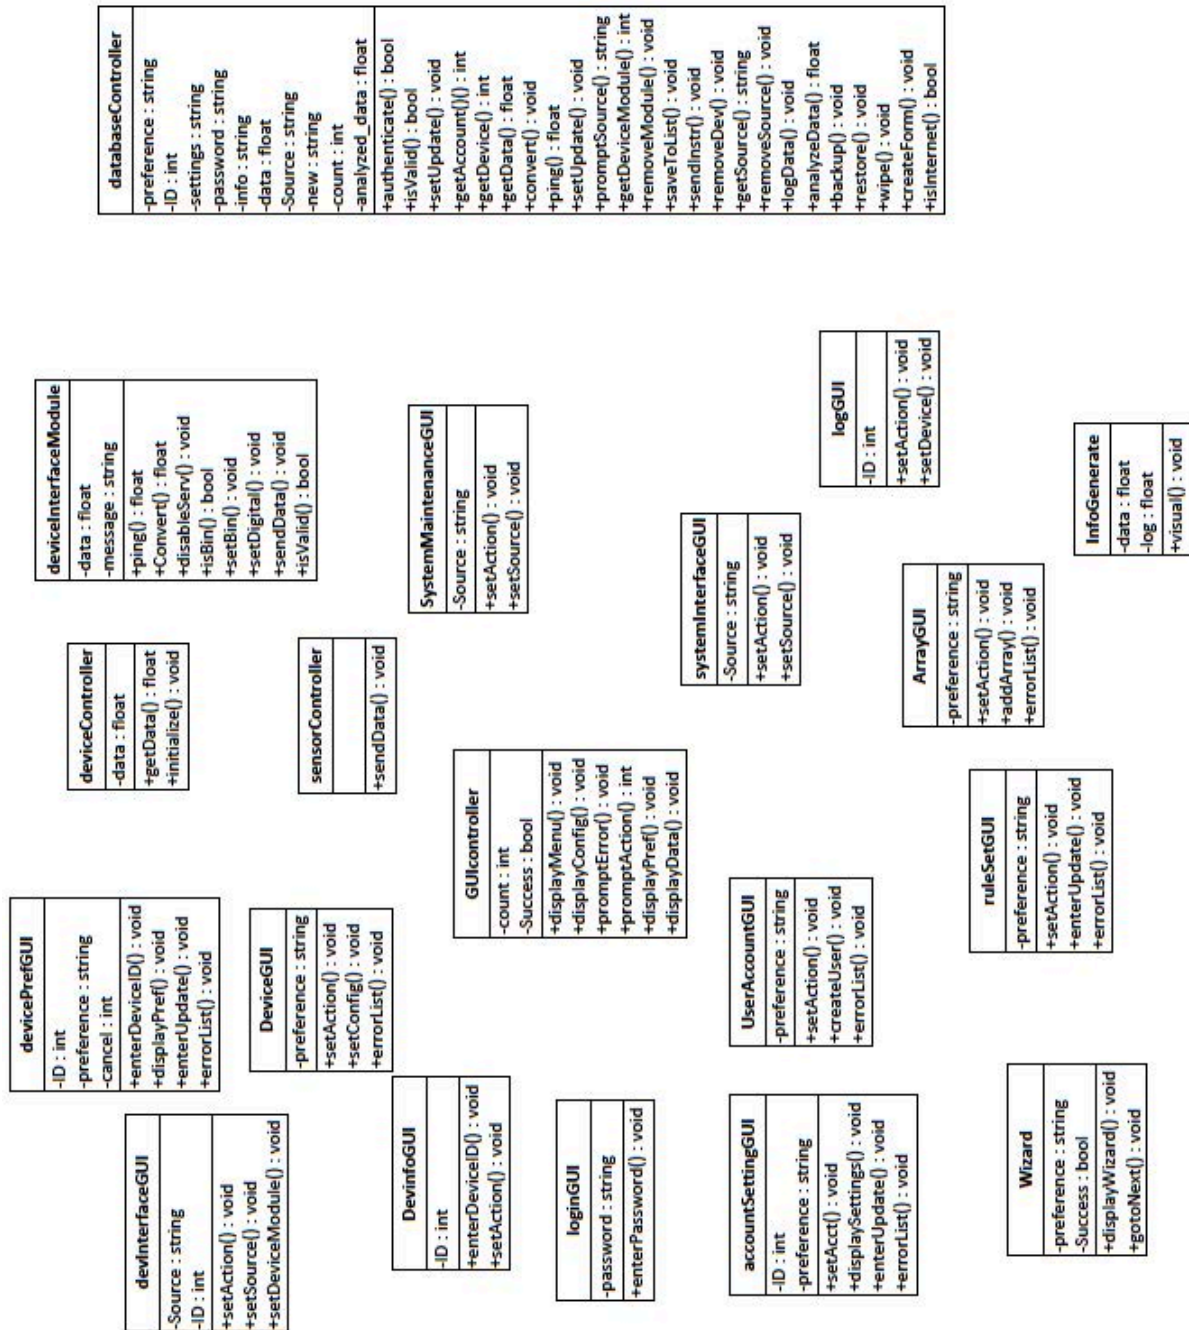 databaseController
-preference : string
-ID : int
-settings : string
-password : string
-info : string
-data : float
-Source : string
-new : string
-count : int
-analyzed_data : float
+authenticate() : bool
+isValid() : bool
+setUpdate() : void
+getAccount()() : int
+getDevice() : int
+getData() : float
+convert() : void
+ping() : float
+setUpdate() : void
+promptSource() : string
+getDeviceModule() : int
+removeModule() : void
+saveToList() : void
+sendInstr() : void
+removeDev() : void
+getSource() : string
+removeSource() : void
+logData() : void
+analyzeData() : float
+backup() : void
+restore() : void
+wipe() : void
+createForm() : void
+isInternet() : bool
deviceInterfaceModule
-data : float
-message : string
+ping() : float
+Convert() : float
+disableServ() : void
+isBin() : bool
+setBin() : void
+setDigital() : void
+sendData() : void
+isValid() : bool
SystemMaintenanceGUI
-Source : string
+setAction() : void
+setSource() : void
logGUI
-ID : int
+setAction() : void
+setDevice() : void
InfoGenerate
-data : float
-log : float
+visual() : void
deviceController
-data : float
+getData() : float
+initialize() : void
sensorController
+sendData() : void
systemInterfaceGUI
-Source : string
+setAction() : void
+setSource() : void
ArrayGUI
-preference : string
+setAction() : void
+addArray() : void
+errorList() : void
GUIcontroller
-count : int
-Success : bool
+displayMenu() : void
+displayConfig() : void
+promptError() : void
+promptAction() : int
+displayPref() : void
+displayData() : void
devicePrefGUI
-ID : int
-preference : string
-cancel : int
+enterDeviceID() : void
+displayPref() : void
+enterUpdate() : void
+errorList() : void
DeviceGUI
-preference : string
+setAction() : void
+setConfig() : void
+errorList() : void
UserAccountGUI
-preference : string
+setAction() : void
+createUser() : void
+errorList() : void
ruleSetGUI
-preference : string
+setAction() : void
+enterUpdate() : void
+errorList() : void
devInterfaceGUI
-Source : string
-ID : int
+setAction() : void
+setSource() : void
+setDeviceModule() : void
DevinfoGUI
-ID : int
+enterDeviceID() : void
+setAction() : void
loginGUI
-password : string
+enterPassword() : void
accountSettingGUI
-ID : int
-preference : string
+setAcct() : void
+displaySettings() : void
+enterUpdate() : void
+errorList() : void
Wizard
-preference : string
-Success : bool
+displayWizard() : void
+gotoNext() : void